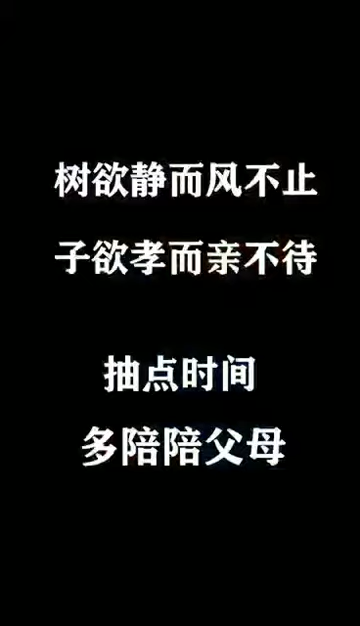 树欲静而风不止
子欲孝而亲不待
抽点时间
多陪陪父母